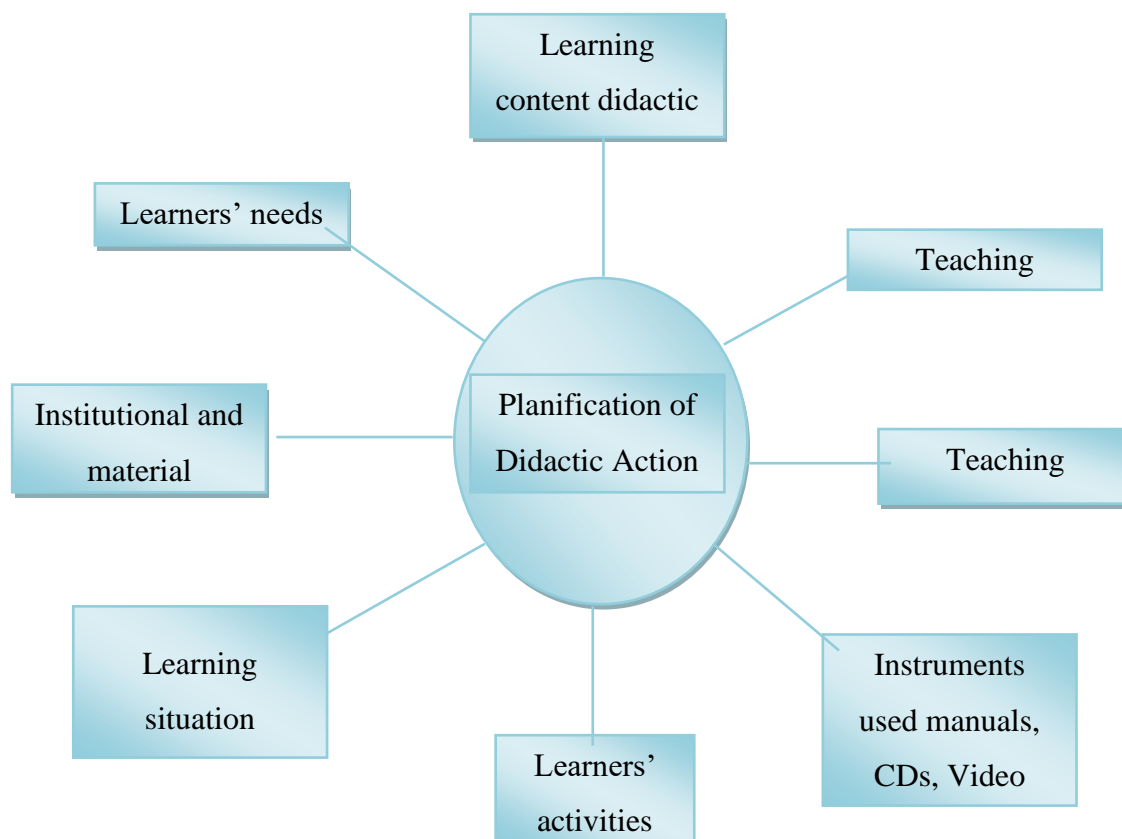 Learning
content didactic
Learners’ needs
Teaching
Planification of
Didactic Action
Institutional and
material
Teaching
Learning
situation
Instruments
used manuals,
CDs, Video
Learners’
activities